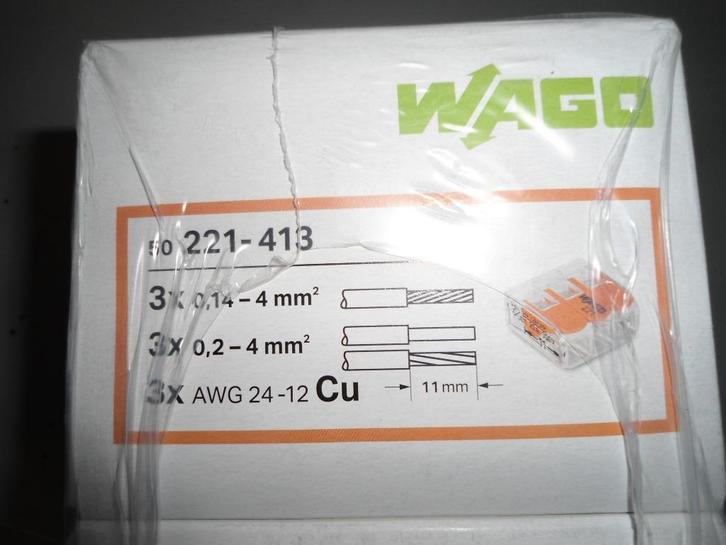 WAGO
50 221-413
3x 0,14 – 4 mm²
3x 0,2 – 4 mm²
3x AWG 24 -12 Cu
11 mm
WAGO